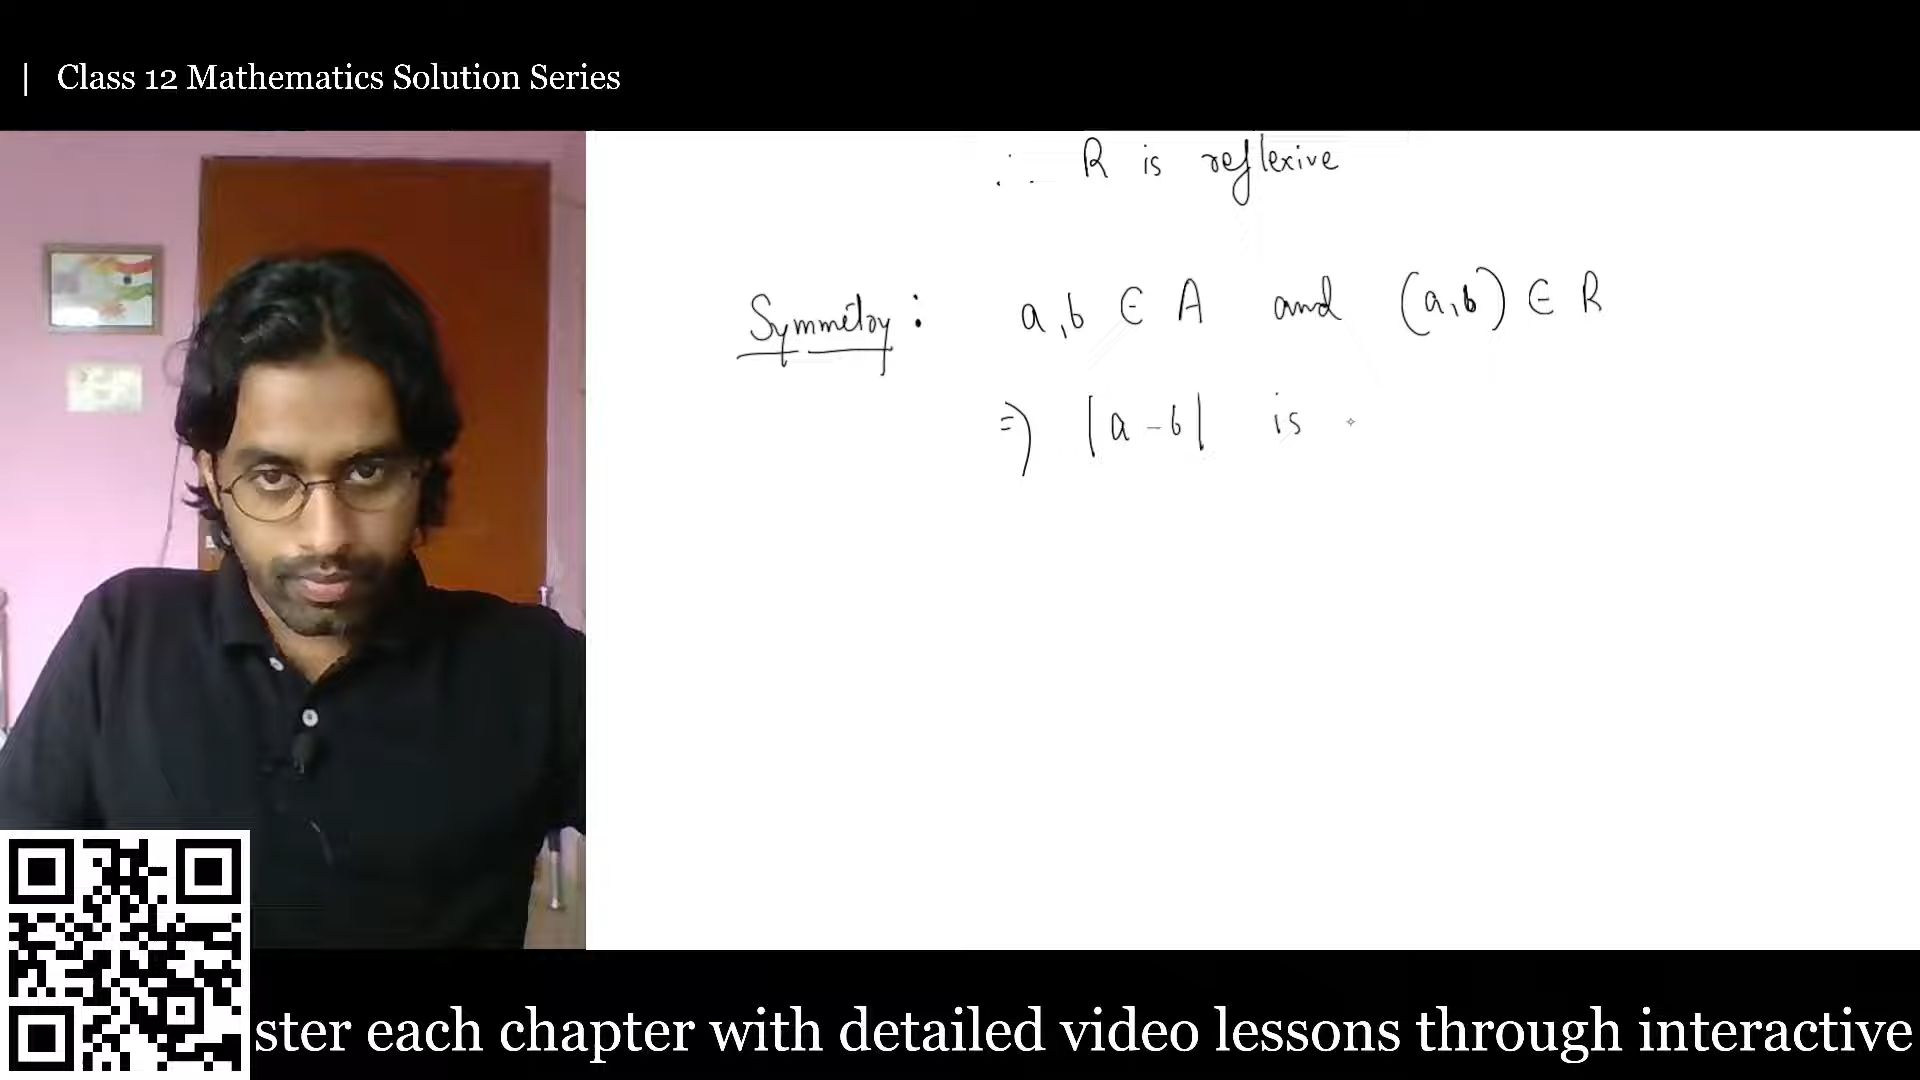 | Class 12 Mathematics Solution Series
∴ R is reflexive
Symmetry : a, b ∈ A and (a, b) ∈ R
⇒ |a - b| is
ster each chapter with detailed video lessons through interactive